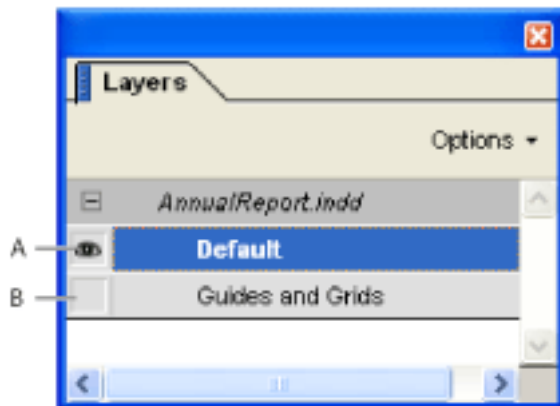 Layers
Options
AnnualReport.indd
A
Default
B
Guides and Grids